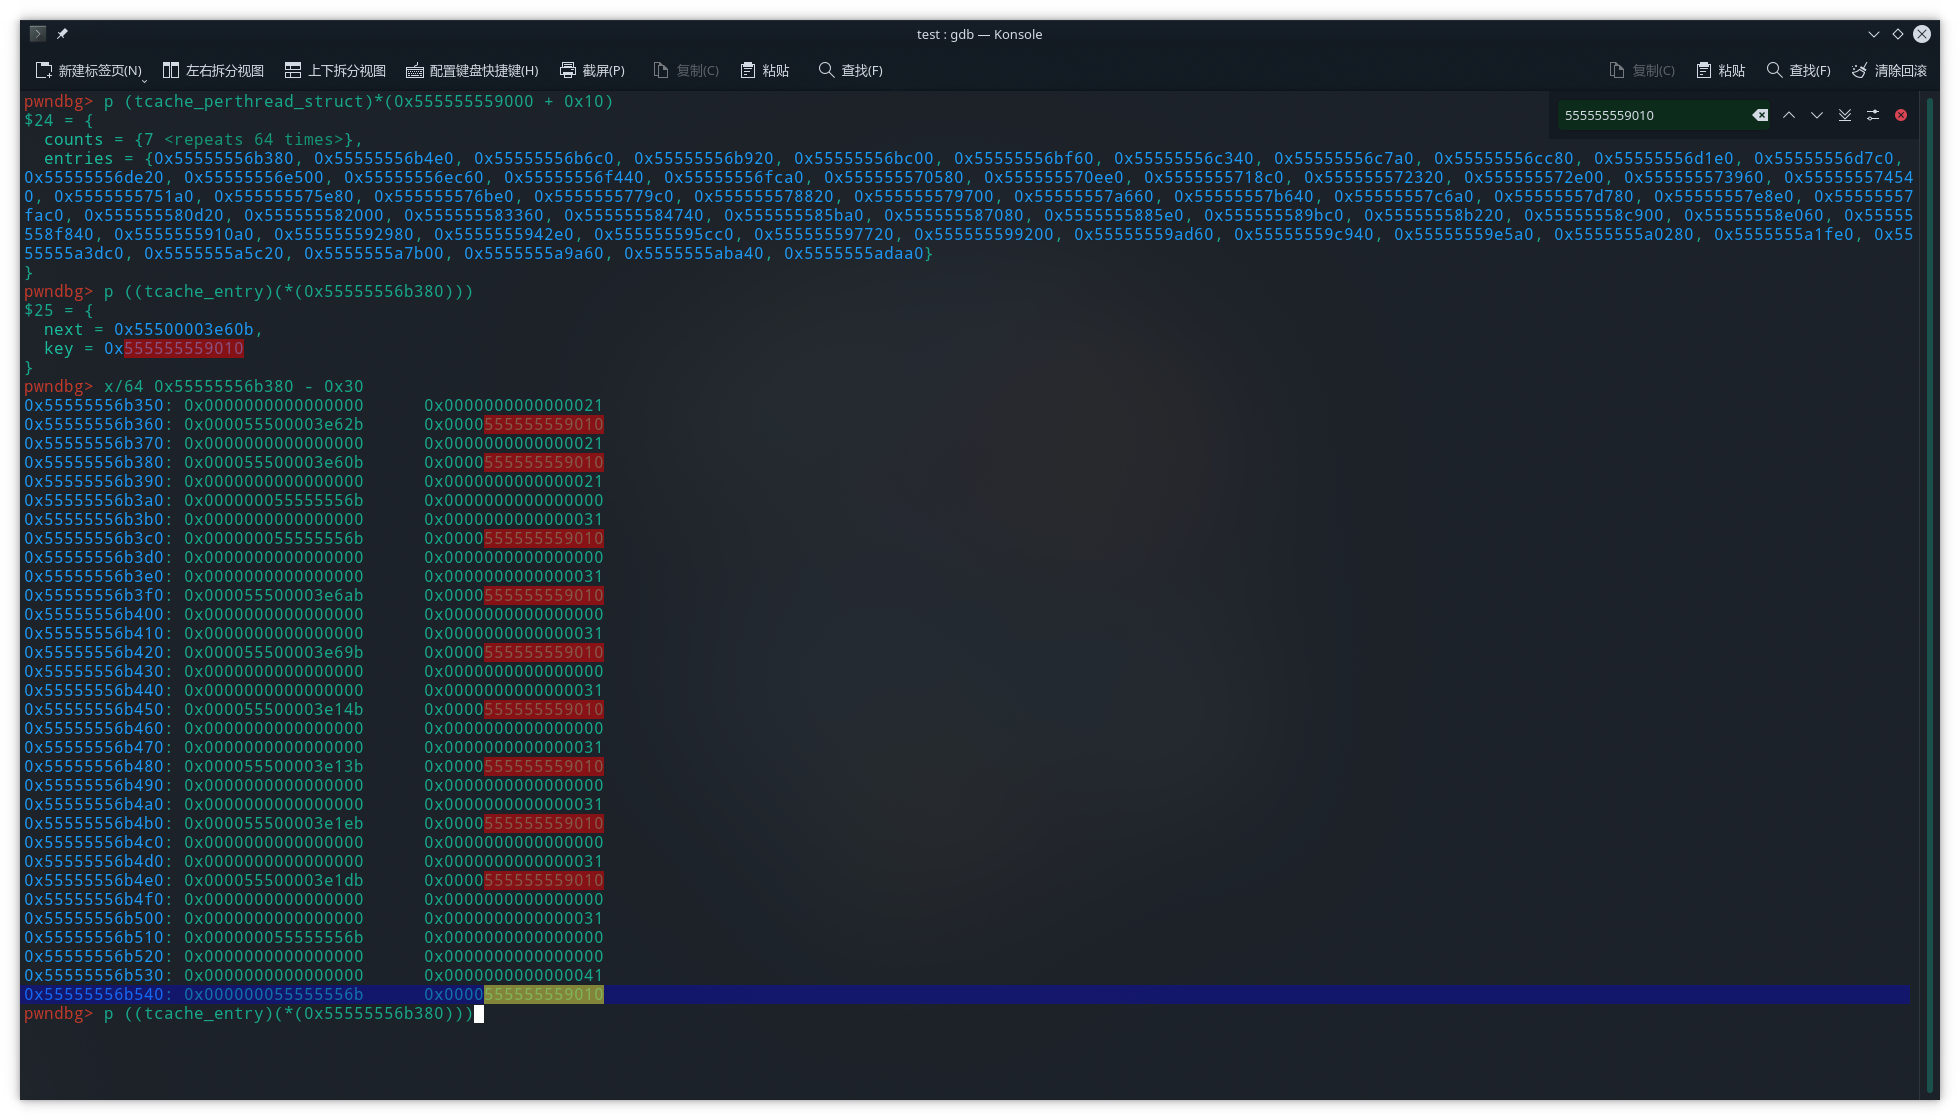 test : gdb — Konsole
新建标签页(N) 左右拆分视图 上下拆分视图 配置键盘快捷键(H) 截屏(P) 复制(C) 粘贴 查找(F) 复制(C) 粘贴 查找(F) 清除回滚
555555559010
pwndbg> p (tcache_perthread_struct)*(0x555555559000 + 0x10)
$24 = {
counts = {7 <repeats 64 times>},
entries = {0x55555556b380, 0x55555556b4e0, 0x55555556b6c0, 0x55555556b920, 0x55555556bc00, 0x55555556bf60, 0x55555556c340, 0x55555556c7a0, 0x55555556cc80, 0x55555556d1e0, 0x55555556d7c0,
0x55555556de20, 0x55555556e500, 0x55555556ec60, 0x55555556f440, 0x55555556fca0, 0x555555570580, 0x555555570ee0, 0x5555555718c0, 0x555555572320, 0x555555572e00, 0x555555573960, 0x55555557454
0, 0x5555555751a0, 0x555555575e80, 0x555555576be0, 0x5555555779c0, 0x555555578820, 0x555555579700, 0x55555557a660, 0x55555557b640, 0x55555557c6a0, 0x55555557d780, 0x55555557e8e0, 0x55555557
fac0, 0x555555580d20, 0x555555582000, 0x555555583360, 0x555555584740, 0x555555585ba0, 0x555555587080, 0x5555555885e0, 0x555555589bc0, 0x55555558b220, 0x55555558c900, 0x55555558e060, 0x55555
558f840, 0x5555555910a0, 0x555555592980, 0x5555555942e0, 0x555555595cc0, 0x555555597720, 0x555555599200, 0x55555559ad60, 0x55555559c940, 0x55555559e5a0, 0x5555555a0280, 0x5555555a1fe0, 0x555
5555a3dc0, 0x5555555a5c20, 0x5555555a7b00, 0x5555555a9a60, 0x5555555aba40, 0x5555555adaa0}
}
pwndbg> p ((tcache_entry)(*(0x55555556b380)))
$25 = {
next = 0x55500003e60b,
key = 0x555555559010
}
pwndbg> x/64 0x55555556b380 - 0x30
0x55555556b350: 0x0000000000000000 0x0000000000000021
0x55555556b360: 0x000055500003e62b 0x0000555555559010
0x55555556b370: 0x0000000000000000 0x0000000000000021
0x55555556b380: 0x000055500003e60b 0x0000555555559010
0x55555556b390: 0x0000000000000000 0x0000000000000021
0x55555556b3a0: 0x000000055555556b 0x0000000000000000
0x55555556b3b0: 0x0000000000000000 0x0000000000000031
0x55555556b3c0: 0x000000055555556b 0x0000555555559010
0x55555556b3d0: 0x0000000000000000 0x0000000000000000
0x55555556b3e0: 0x0000000000000000 0x0000000000000031
0x55555556b3f0: 0x000055500003e6ab 0x0000555555559010
0x55555556b400: 0x0000000000000000 0x0000000000000000
0x55555556b410: 0x0000000000000000 0x0000000000000031
0x55555556b420: 0x000055500003e69b 0x0000555555559010
0x55555556b430: 0x0000000000000000 0x0000000000000000
0x55555556b440: 0x0000000000000000 0x0000000000000031
0x55555556b450: 0x000055500003e14b 0x0000555555559010
0x55555556b460: 0x0000000000000000 0x0000000000000000
0x55555556b470: 0x0000000000000000 0x0000000000000031
0x55555556b480: 0x000055500003e13b 0x0000555555559010
0x55555556b490: 0x0000000000000000 0x0000000000000000
0x55555556b4a0: 0x0000000000000000 0x0000000000000031
0x55555556b4b0: 0x000055500003e1eb 0x0000555555559010
0x55555556b4c0: 0x0000000000000000 0x0000000000000000
0x55555556b4d0: 0x0000000000000000 0x0000000000000031
0x55555556b4e0: 0x000055500003e1db 0x0000555555559010
0x55555556b4f0: 0x0000000000000000 0x0000000000000000
0x55555556b500: 0x0000000000000000 0x0000000000000031
0x55555556b510: 0x000000055555556b 0x0000000000000000
0x55555556b520: 0x0000000000000000 0x0000000000000000
0x55555556b530: 0x0000000000000000 0x0000000000000041
0x55555556b540: 0x000000055555556b 0x0000555555559010
pwndbg> p ((tcache_entry)(*(0x55555556b380)))